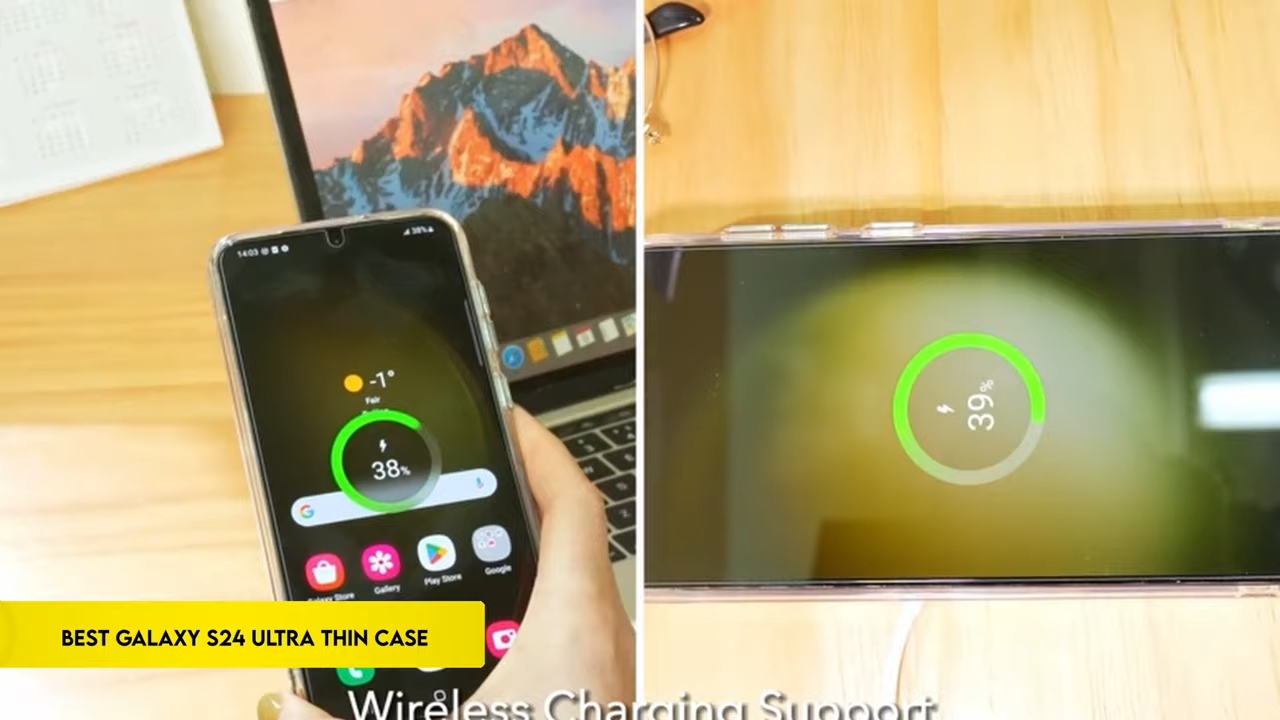 14:03
38%
-1°
Fair
38%
G
Galaxy Store
Gallery
Play Store
Google
39%
BEST GALAXY S24 ULTRA THIN CASE
Wireless Charging Support